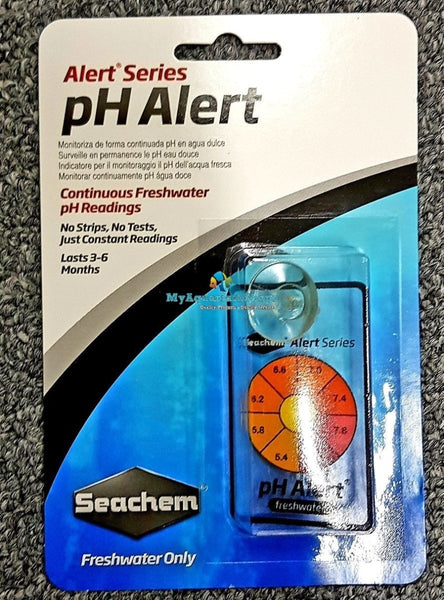 Alert® Series
pH Alert
Monitoriza de forma continuada pH en agua dulce
Surveille en permanence le pH eau douce
Indicatore per il monitoraggio il pH dell'acqua fresca
Monitorar continuamente pH água doce
Continuous Freshwater
pH Readings
No Strips, No Tests,
Just Constant Readings
Lasts 3-6
Months
Seachem Alert Series
6.6 7.0
6.2 7.4
5.8 7.8
5.4
pH Alert
freshwater
Seachem
Freshwater Only